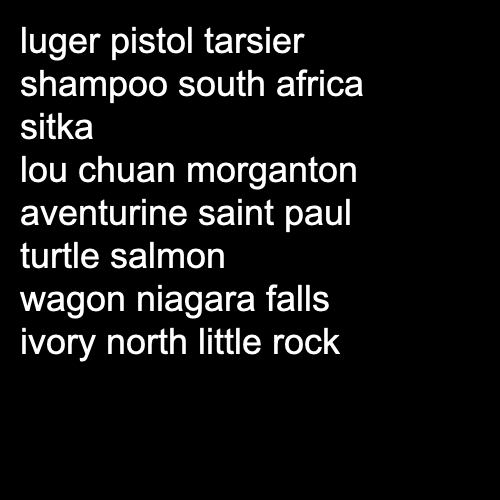 luger pistol tarsier
shampoo south africa
sitka
lou chuan morganton
aventurine saint paul
turtle salmon
wagon niagara falls
ivory north little rock